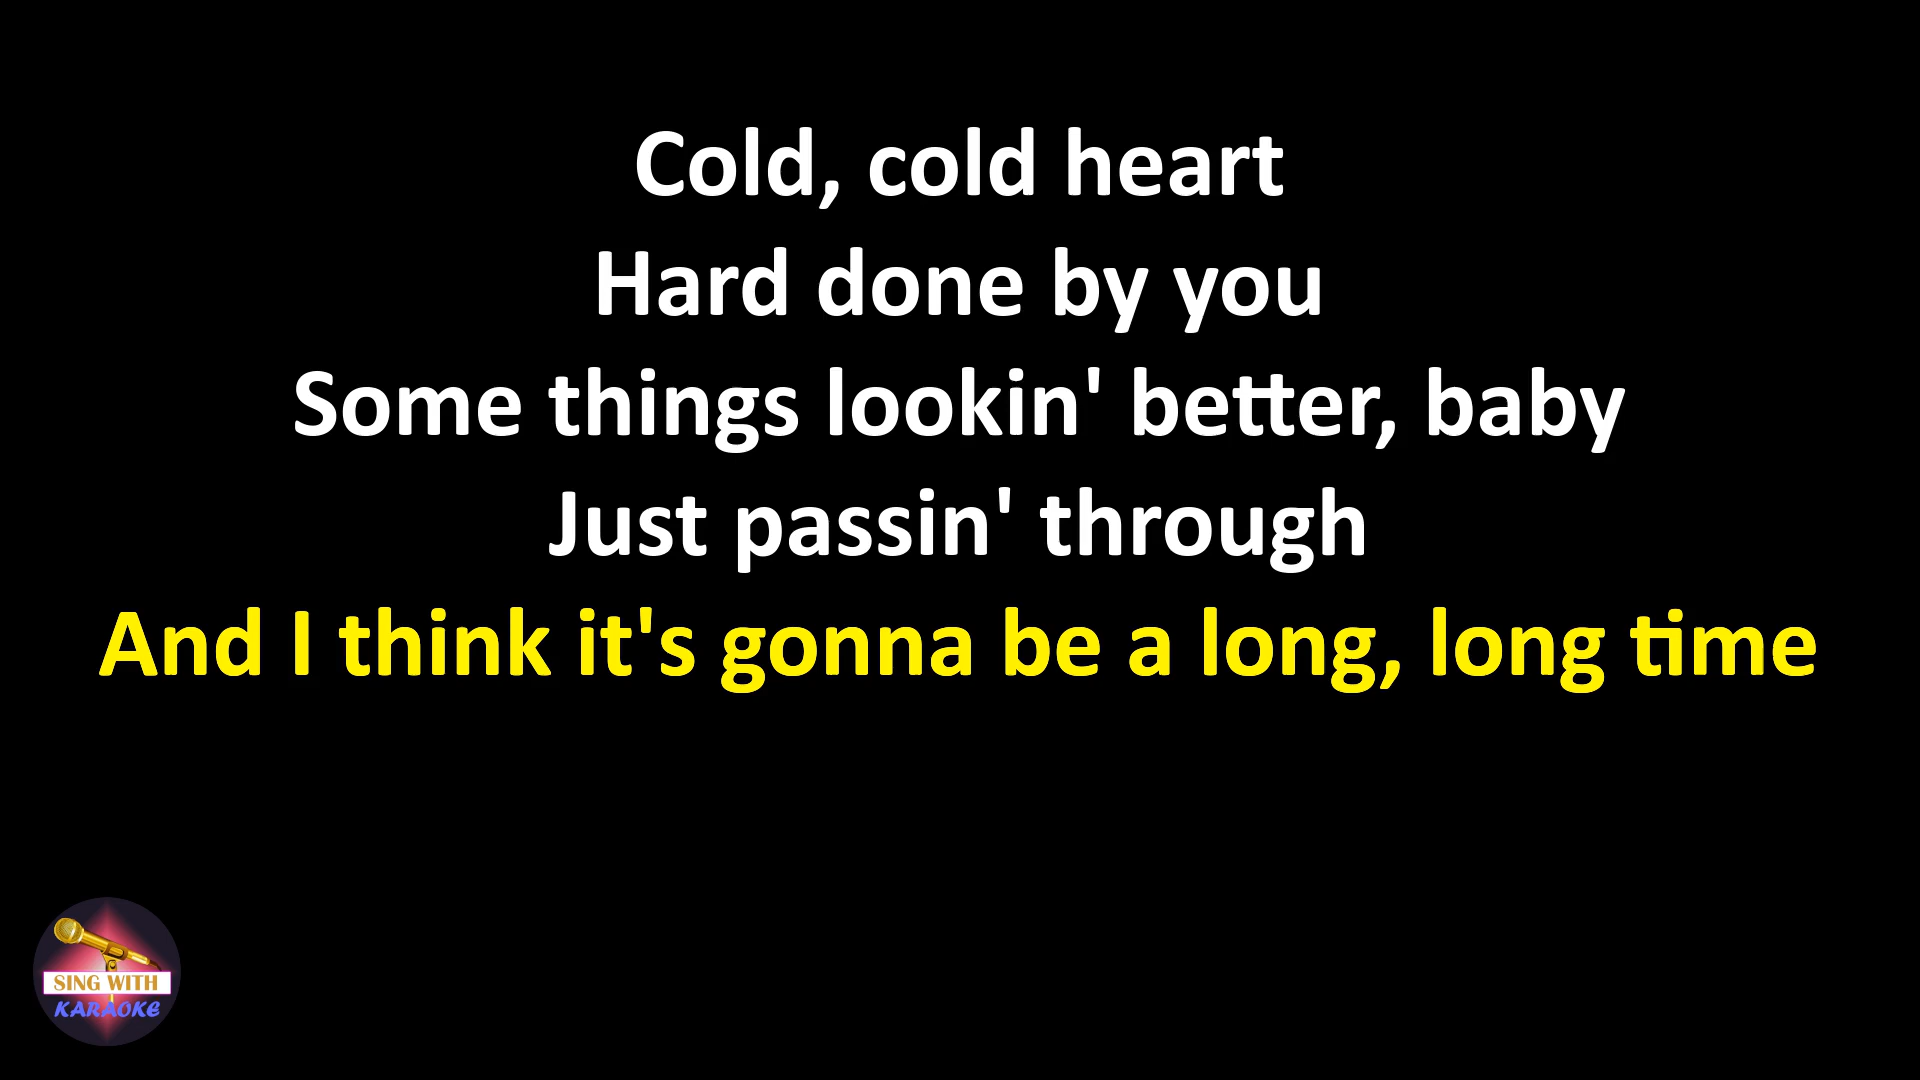 Cold, cold heart
Hard done by you
Some things lookin' better, baby
Just passin' through
And I think it's gonna be a long, long time
SING WITH
KARAOKE